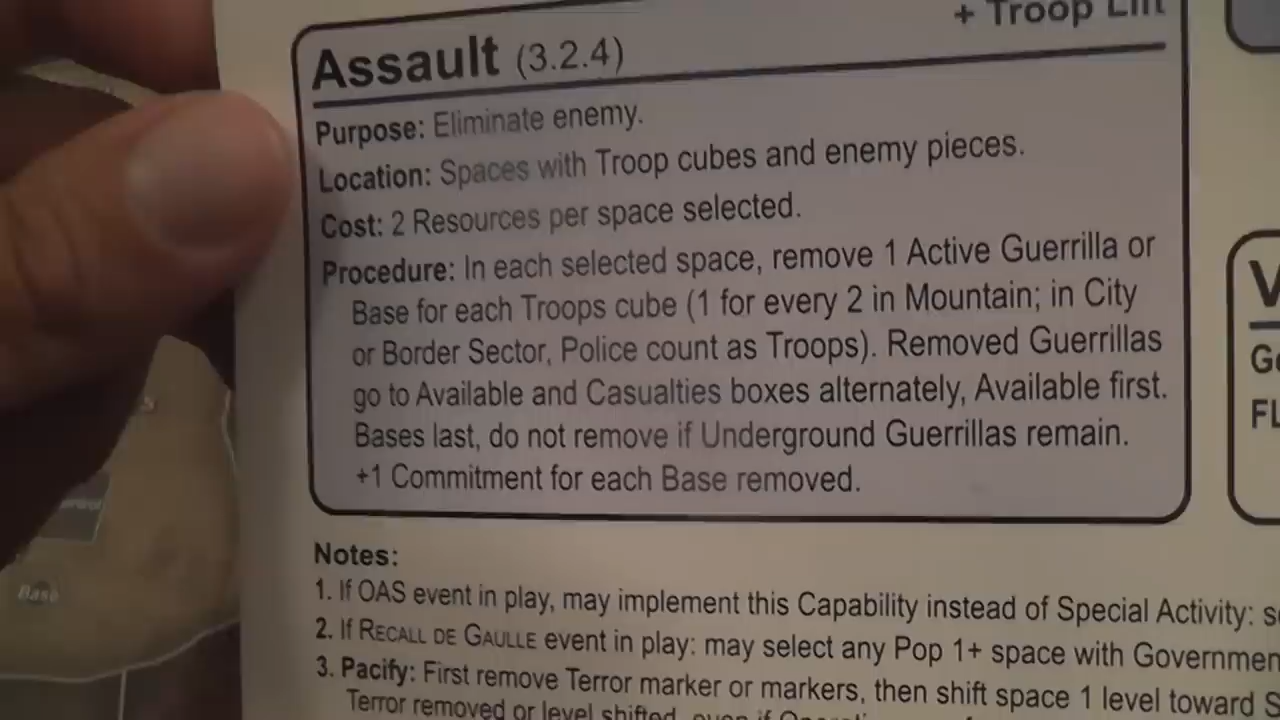 + Troop Lift
Assault (3.2.4)
Purpose: Eliminate enemy.
Location: Spaces with Troop cubes and enemy pieces.
Cost: 2 Resources per space selected.
Procedure: In each selected space, remove 1 Active Guerrilla or
Base for each Troops cube (1 for every 2 in Mountain; in City
or Border Sector, Police count as Troops). Removed Guerrillas
go to Available and Casualties boxes alternately, Available first.
Bases last, do not remove if Underground Guerrillas remain.
+1 Commitment for each Base removed.
Notes:
1. If OAS event in play, may implement this Capability instead of Special Activity:
2. If RECALL DE GAULLE event in play: may select any Pop 1+ space with
3. Pacify: First remove Terror marker or markers, then shift space 1 level toward
Terror removed or level shifted, even if
Base
FL